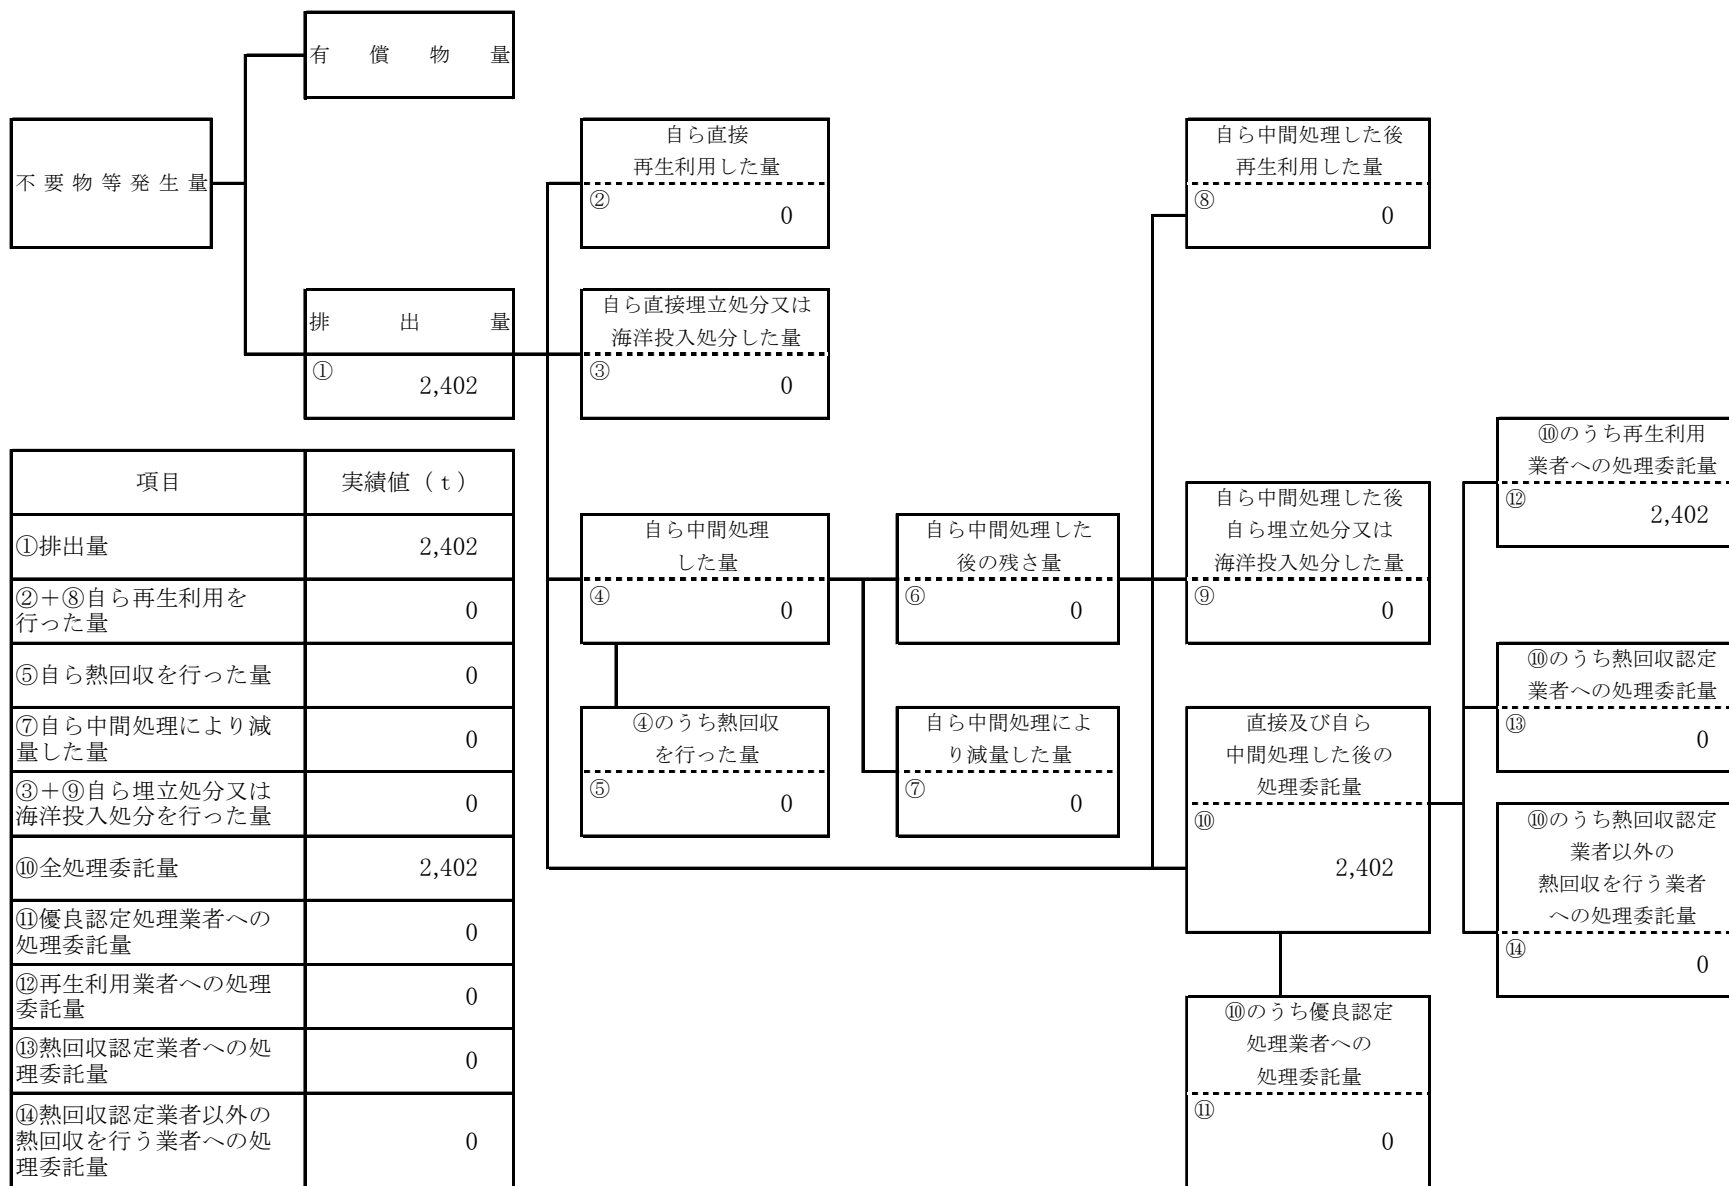 有償物量
不要物等発生量
排出量
①
2,402
自ら直接
再生利用した量
②
0
自ら直接埋立処分又は
海洋投入処分した量
③
0
自ら中間処理した後
再生利用した量
⑧
0
自ら中間処理
した量
④
0
④のうち熱回収
を行った量
⑤
0
自ら中間処理した
後の残さ量
⑥
0
自ら中間処理によ
り減量した量
⑦
0
自ら中間処理した後
自ら埋立処分又は
海洋投入処分した量
⑨
0
直接及び自ら
中間処理した後の
処理委託量
⑩
2,402
⑩のうち優良認定
処理業者への
処理委託量
⑪
0
⑩のうち再生利用
業者への処理委託量
⑫
2,402
⑩のうち熱回収認定
業者への処理委託量
⑬
0
⑩のうち熱回収認定
業者以外の
熱回収を行う業者
への処理委託量
⑭
0
項目 実績値（ｔ）
①排出量 2,402
②＋⑧自ら再生利用を
行った量 0
⑤自ら熱回収を行った量 0
⑦自ら中間処理により減
量した量 0
③＋⑨自ら埋立処分又は
海洋投入処分を行った量 0
⑩全処理委託量 2,402
⑪優良認定処理業者への
処理委託量 0
⑫再生利用業者への処理
委託量 0
⑬熱回収認定業者への処
理委託量 0
⑭熱回収認定業者以外の
熱回収を行う業者への処
理委託量 0